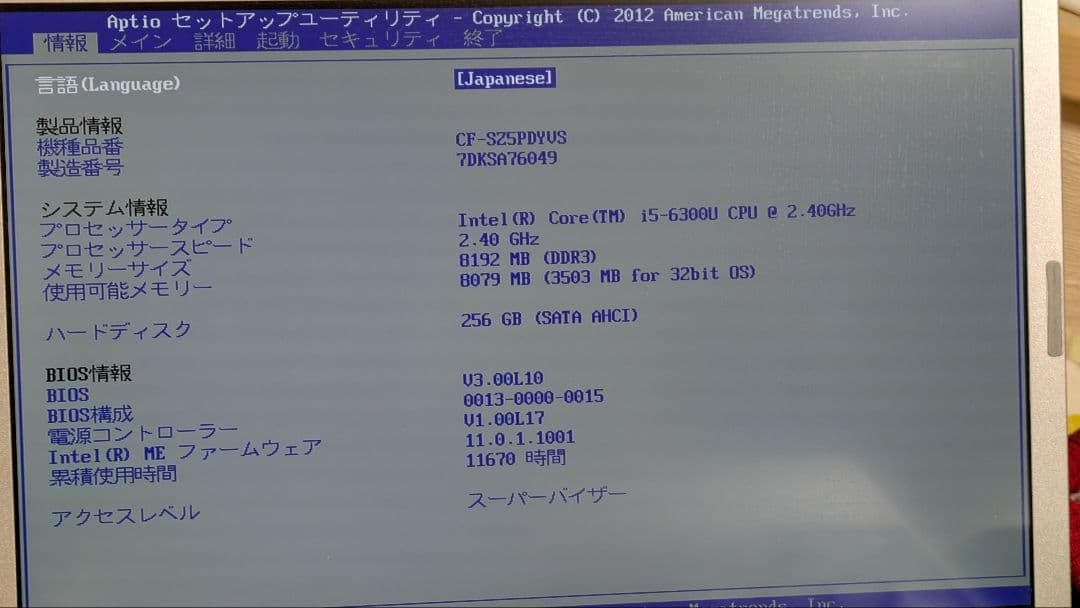 Aptio セットアップユーティリティ - Copyright (C) 2012 American Megatrends, Inc.
情報 メイン 詳細 起動 セキュリティ 終了
言語(Language) [Japanese]
製品情報
機種品番 CF-SZ5PDYVS
製造番号 7DKSA76049
システム情報
プロセッサータイプ Intel(R) Core(TM) i5-6300U CPU @ 2.40GHz
プロセッサースピード 2.40 GHz
メモリーサイズ 8192 MB (DDR3)
使用可能メモリー 8079 MB (3503 MB for 32bit OS)
ハードディスク 256 GB (SATA AHCI)
BIOS情報
BIOS V3.00L10
BIOS構成 0013-0000-0015
電源コントローラー V1.00L17
Intel(R) ME ファームウェア 11.0.1.1001
累積使用時間 11670 時間
アクセスレベル スーパーバイザー
Megatrends, Inc.